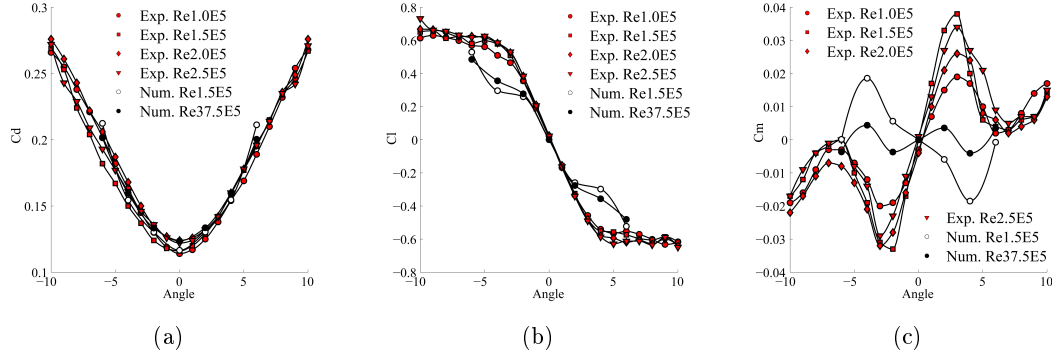 Exp. Re1.0E5
Exp. Re1.5E5
Exp. Re2.0E5
Exp. Re2.5E5
Num. Re1.5E5
Num. Re37.5E5
0.3
0.25
0.2
0.15
0.1
Cd
−10
−5
0
5
10
Angle
(a)
Exp. Re1.0E5
Exp. Re1.5E5
Exp. Re2.0E5
Exp. Re2.5E5
Num. Re1.5E5
Num. Re37.5E5
0.8
0.6
0.4
0.2
0.0
−0.2
−0.4
−0.6
−0.8
Cl
−10
−5
0
5
10
Angle
(b)
Exp. Re1.0E5
Exp. Re1.5E5
Exp. Re2.0E5
0.04
0.03
0.02
0.01
0.00
−0.01
−0.02
−0.03
−0.04
Cm
Exp. Re2.5E5
Num. Re1.5E5
Num. Re37.5E5
−10
−5
0
5
10
Angle
(c)